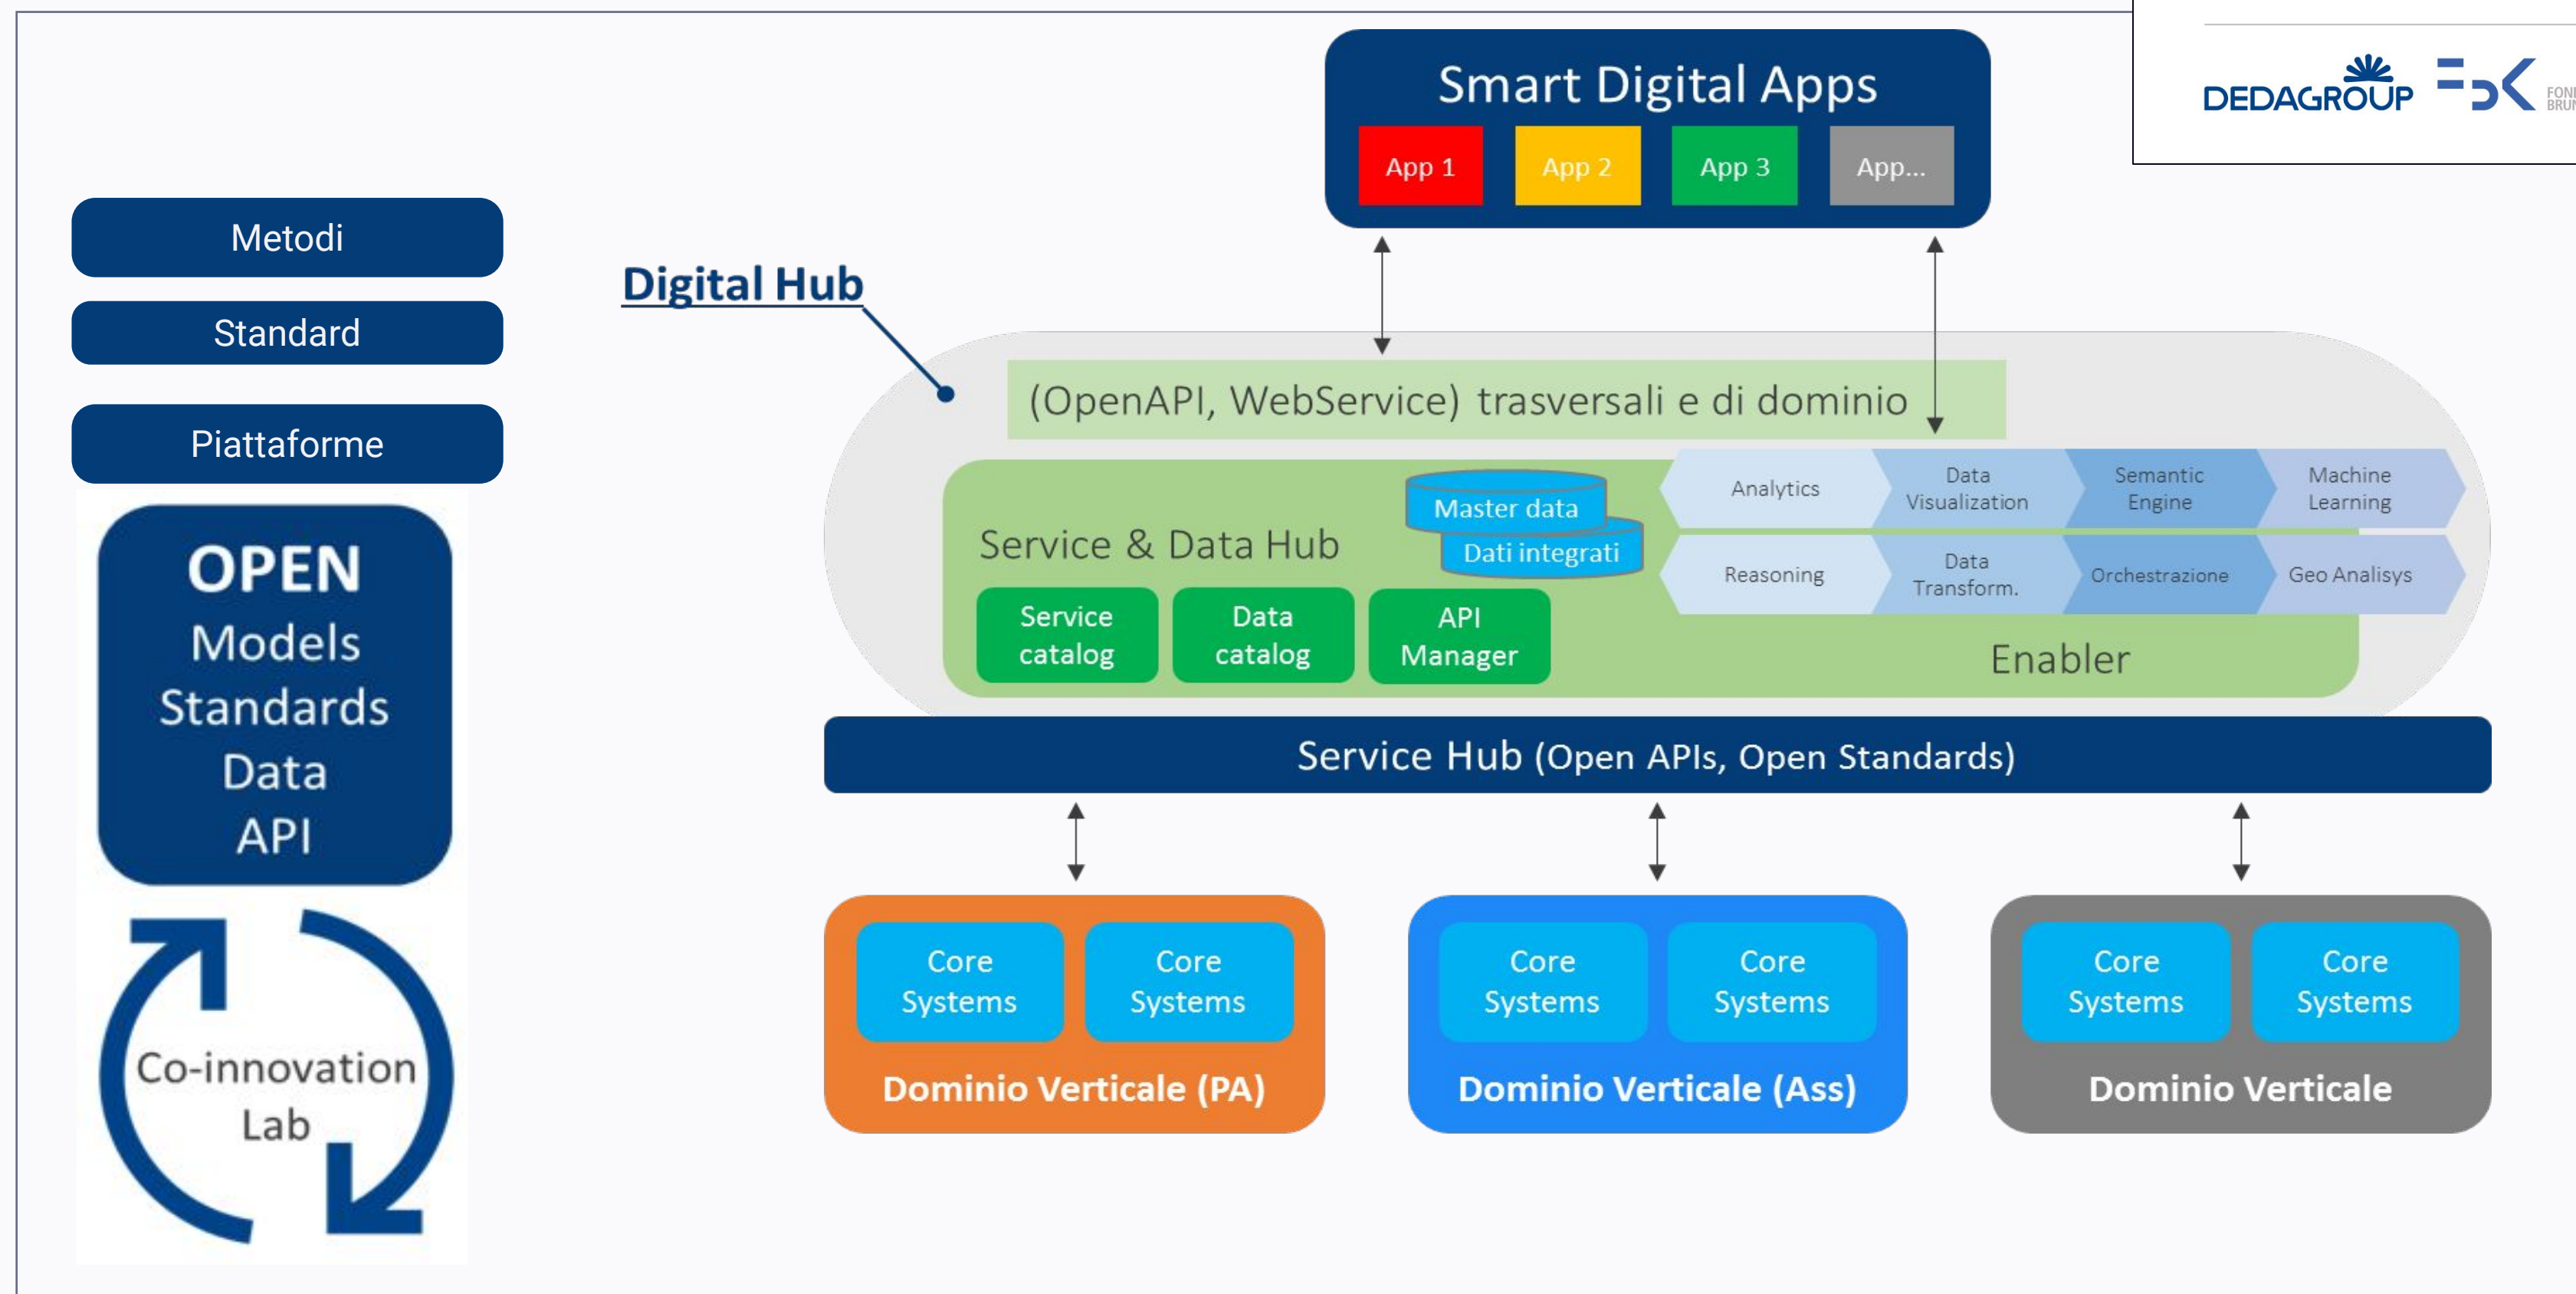 DEDAGROUP
Smart Digital Apps
App 1
App 2
App 3
App...
Metodi
Standard
Piattaforme
OPEN
Models
Standards
Data
API
Co-innovation
Lab
Digital Hub
(OpenAPI, WebService) trasversali e di dominio
Service & Data Hub
Master data
Dati integrati
Service
catalog
Data
catalog
API
Manager
Analytics
Data
Visualization
Semantic
Engine
Machine
Learning
Reasoning
Data
Transform.
Orchestrazione
Geo Analisys
Enabler
Service Hub (Open APIs, Open Standards)
Core
Systems
Core
Systems
Dominio Verticale (PA)
Core
Systems
Core
Systems
Dominio Verticale (Ass)
Core
Systems
Core
Systems
Dominio Verticale